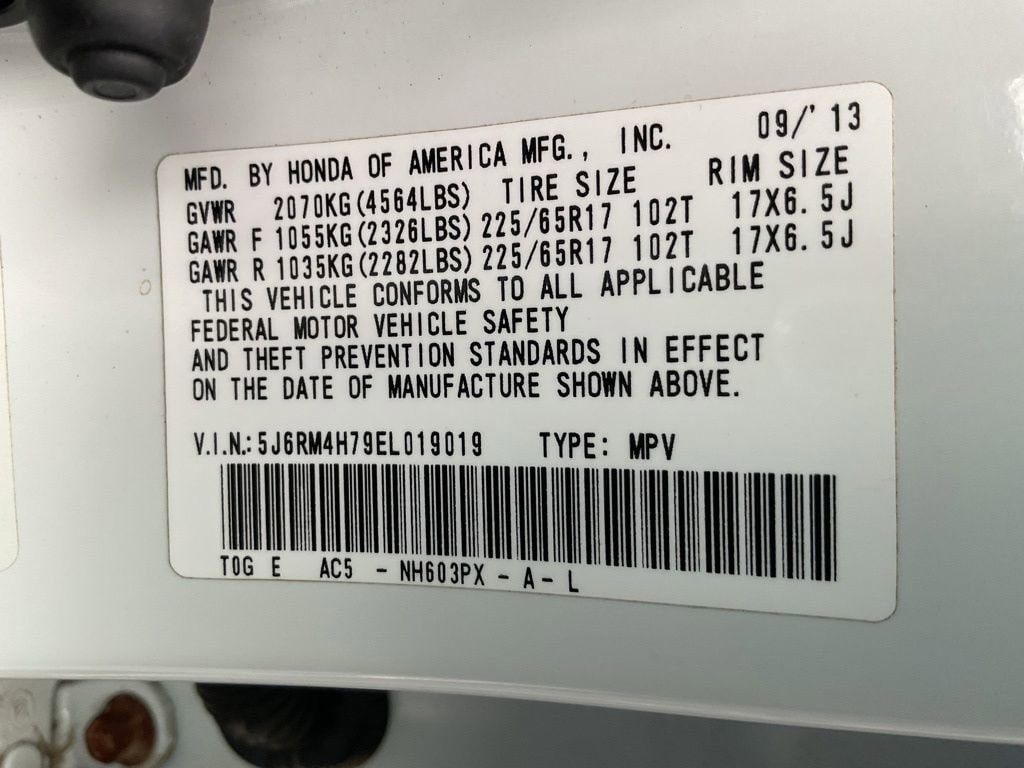 09/'13
MFD. BY HONDA OF AMERICA MFG., INC.
GVWR 2070KG(4564LBS) TIRE SIZE RIM SIZE
GAWR F 1055KG(2326LBS) 225/65R17 102T 17X6.5J
GAWR R 1035KG(2282LBS) 225/65R17 102T 17X6.5J
THIS VEHICLE CONFORMS TO ALL APPLICABLE
FEDERAL MOTOR VEHICLE SAFETY
AND THEFT PREVENTION STANDARDS IN EFFECT
ON THE DATE OF MANUFACTURE SHOWN ABOVE.
V.I.N.: 5J6RM4H79EL019019 TYPE: MPV
TOG E AC5 - NH603PX - A - L